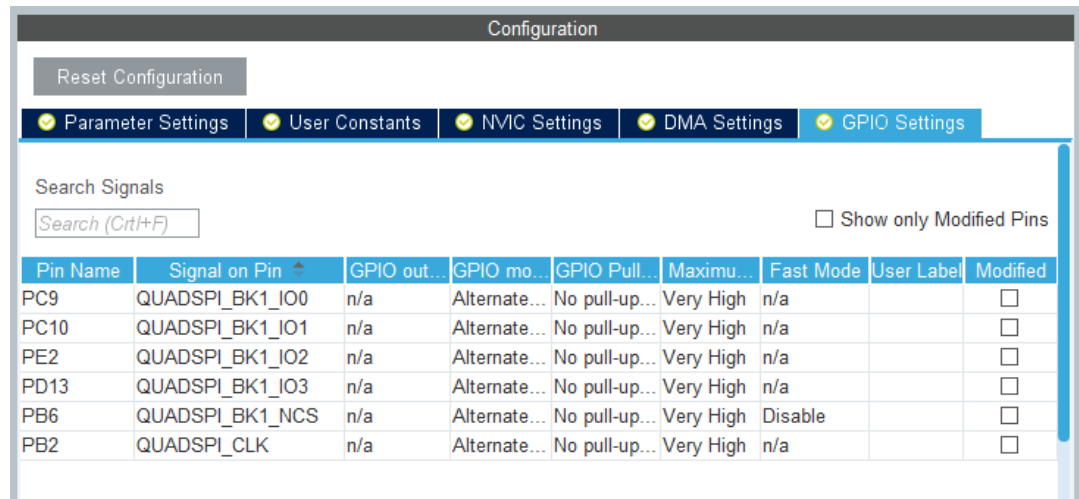 Configuration
Reset Configuration
Parameter Settings User Constants NVIC Settings DMA Settings GPIO Settings
Search Signals
Search (Crtl+F)
Show only Modified Pins
Pin Name Signal on Pin GPIO out... GPIO mo... GPIO Pull... Maximu... Fast Mode User Label Modified
PC9 QUADSPI_BK1_IO0 n/a Alternate... No pull-up... Very High n/a
PC10 QUADSPI_BK1_IO1 n/a Alternate... No pull-up... Very High n/a
PE2 QUADSPI_BK1_IO2 n/a Alternate... No pull-up... Very High n/a
PD13 QUADSPI_BK1_IO3 n/a Alternate... No pull-up... Very High n/a
PB6 QUADSPI_BK1_NCS n/a Alternate... No pull-up... Very High Disable
PB2 QUADSPI_CLK n/a Alternate... No pull-up... Very High n/a